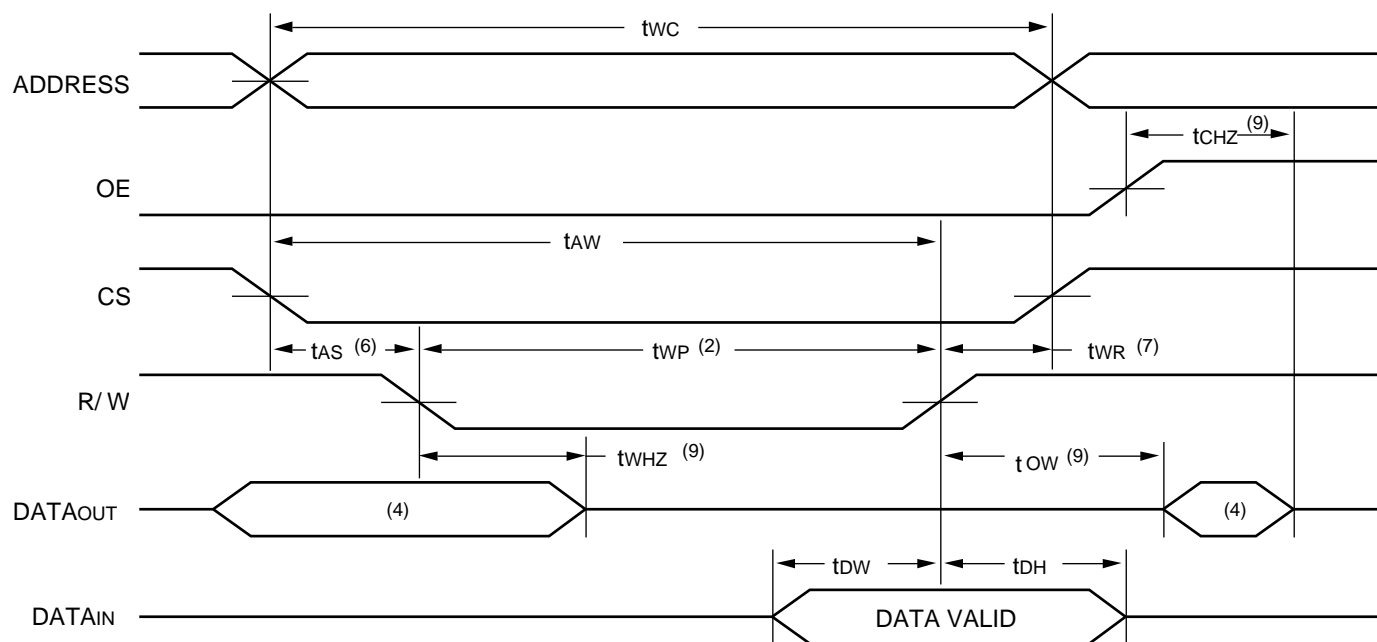 tWC
ADDRESS
tCHZ (9)
OE
tAW
CS
tAS (6) tWP (2) tWR (7)
R/ W
tWHZ (9) t OW (9)
DATAOUT (4) (4)
tDW tDH
DATAIN DATA VALID